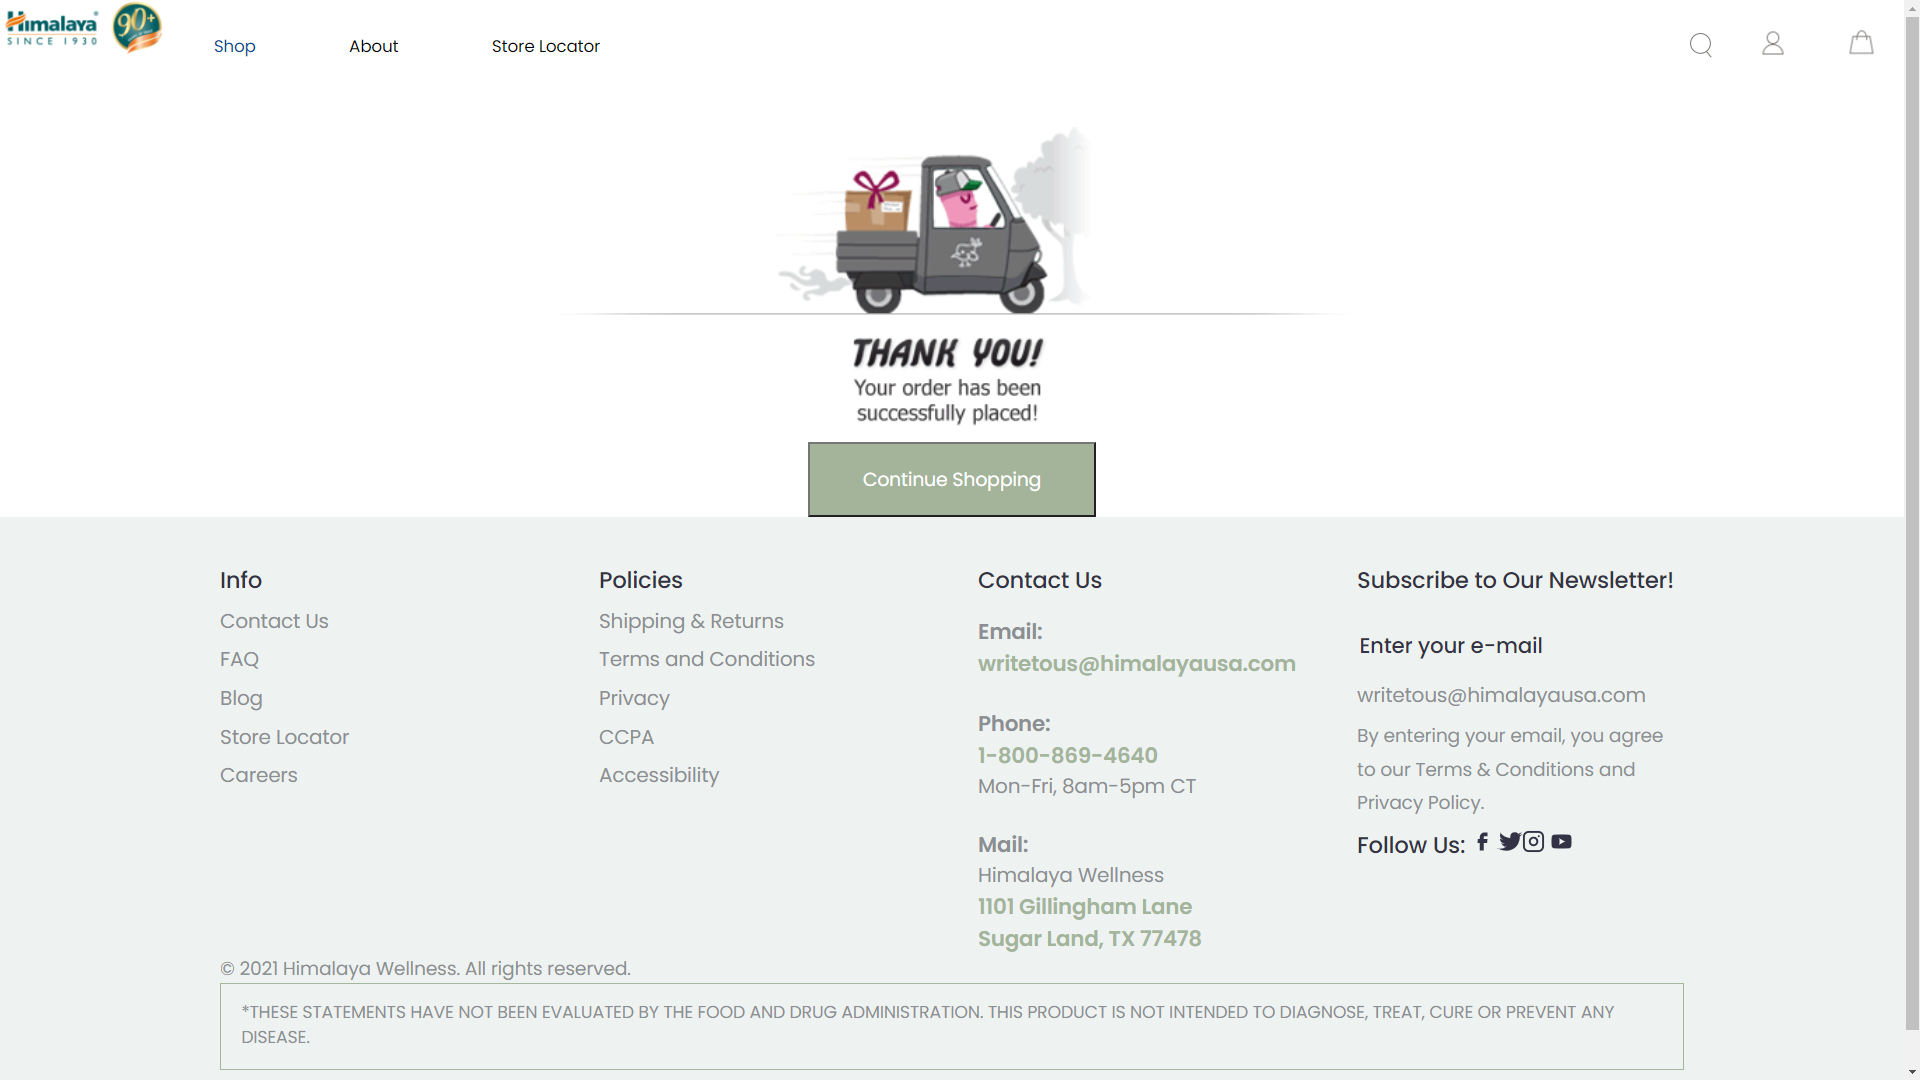 Himalaya
SINCE 1930
90+
Shop
About
Store Locator
THANK YOU!
Your order has been
successfully placed!
Continue Shopping
Info
Contact Us
FAQ
Blog
Store Locator
Careers
Policies
Shipping & Returns
Terms and Conditions
Privacy
CCPA
Accessibility
Contact Us
Email:
writetous@himalayausa.com
Phone:
1-800-869-4640
Mon-Fri, 8am-5pm CT
Mail:
Himalaya Wellness
1101 Gillingham Lane
Sugar Land, TX 77478
Subscribe to Our Newsletter!
Enter your e-mail
writetous@himalayausa.com
By entering your email, you agree
to our Terms & Conditions and
Privacy Policy.
Follow Us:
© 2021 Himalaya Wellness. All rights reserved.
*THESE STATEMENTS HAVE NOT BEEN EVALUATED BY THE FOOD AND DRUG ADMINISTRATION. THIS PRODUCT IS NOT INTENDED TO DIAGNOSE, TREAT, CURE OR PREVENT ANY
DISEASE.